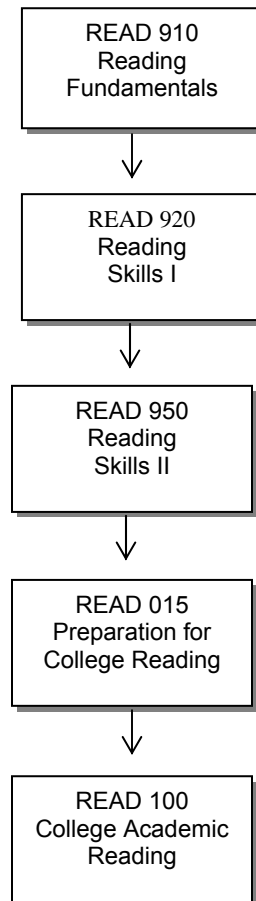 READ 910
Reading
Fundamentals
READ 920
Reading
Skills I
READ 950
Reading
Skills II
READ 015
Preparation for
College Reading
READ 100
College Academic
Reading